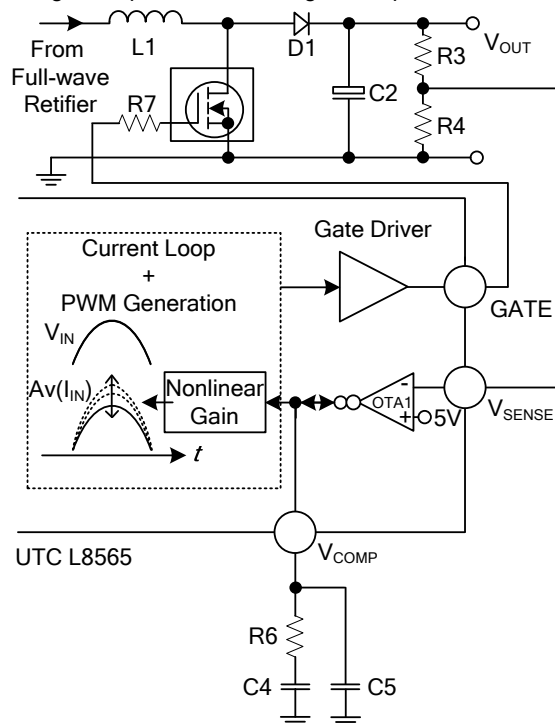 L1
D1
VOUT
From
Full-wave
Retifier
R7
C2
R3
R4
Current Loop
+
PWM Generation
Gate Driver
GATE
VIN
Av(IIN)
Nonlinear
Gain
t
OTA1
-
+
5V
VSENSE
UTC L8565
VCOMP
R6
C4
C5